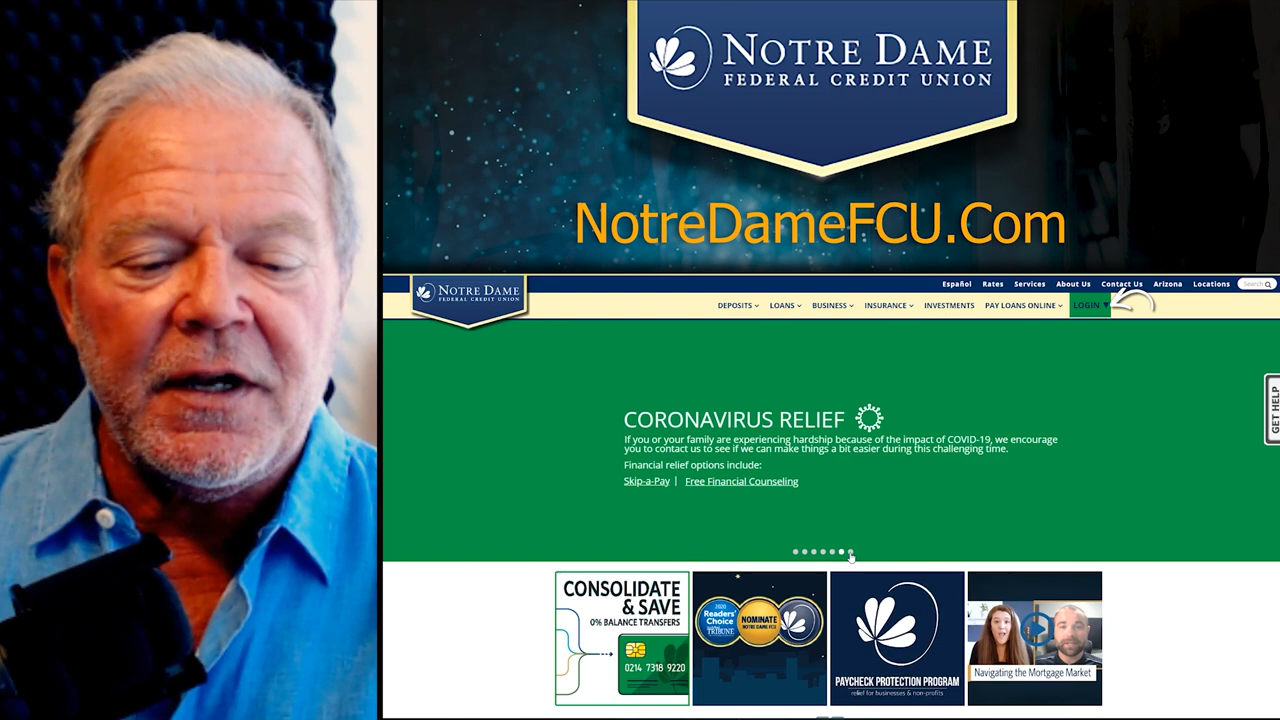 NOTRE DAME
FEDERAL CREDIT UNION
NotreDameFCU.Com
NOTRE DAME
FEDERAL CREDIT UNION
Español Rates Services About Us Contact Us Arizona Locations Search
DEPOSITS LOANS BUSINESS INSURANCE INVESTMENTS PAY LOANS ONLINE LOGIN
CORONAVIRUS RELIEF
If you or your family are experiencing hardship because of the impact of COVID-19, we encourage
you to contact us to see if we can make things a bit easier during this challenging time.
Financial relief options include:
Skip-a-Pay | Free Financial Counseling
GET HELP
CONSOLIDATE
& SAVE
0% BALANCE TRANSFERS
0214 7318 9220
2020
Readers'
Choice
TRIBUNE
NOMINATE
NOTRE DAME FCU
PAYCHECK PROTECTION PROGRAM
relief for businesses & non-profits
Navigating the Mortgage Market